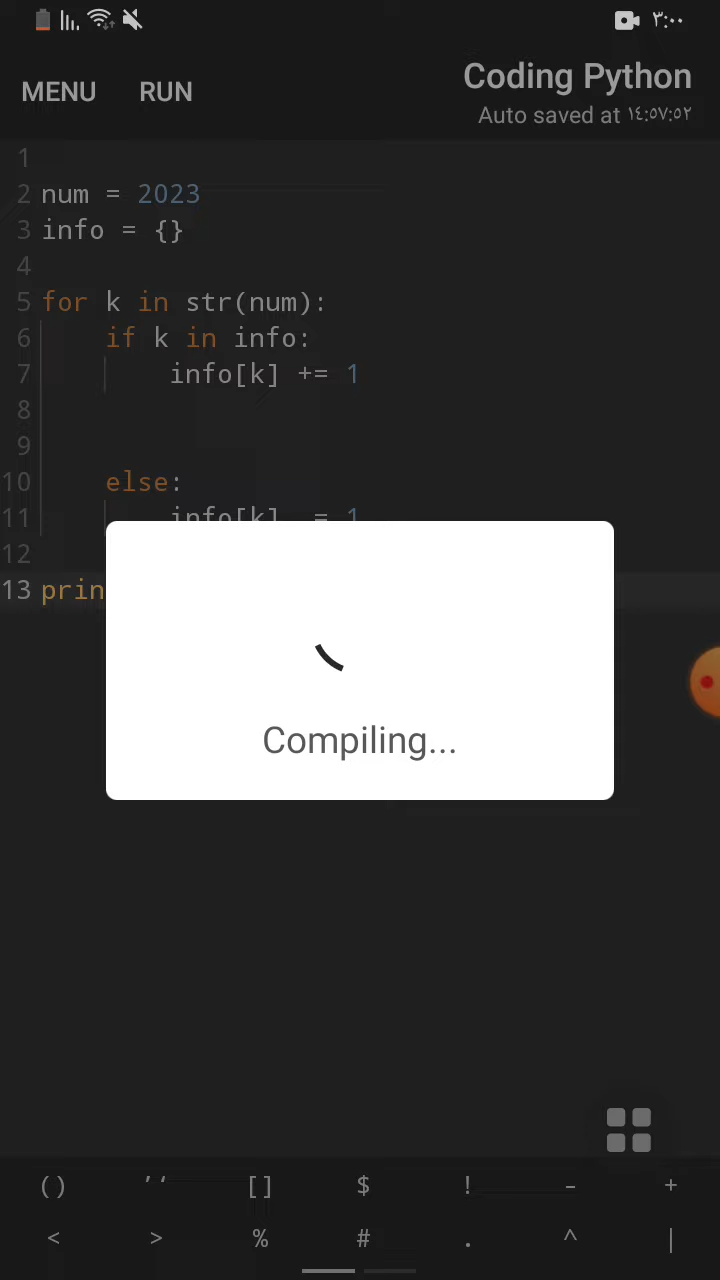 ٣:٠٠
MENU RUN
Coding Python
Auto saved at ١٤:٥٧:٥٢
1
2 num = 2023
3 info = {}
4
5 for k in str(num):
6 if k in info:
7 info[k] += 1
8
9
10 else:
11 info[k] = 1
12
13 prin
Compiling...
() ’‘ [] $ ! - +
< > % # . ^ |